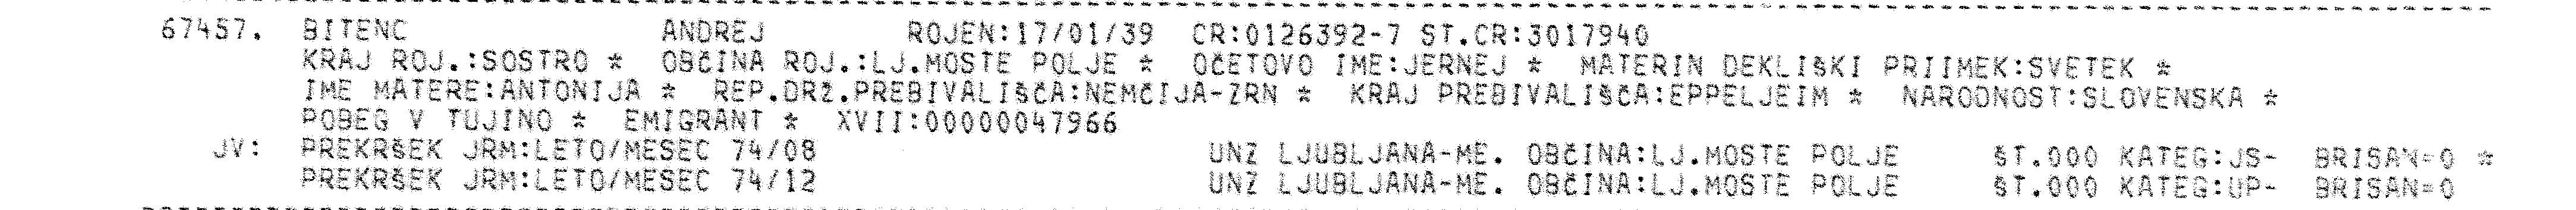 67457. BITENC ANDREJ ROJEN:17/01/39 CR:0126392-7 ST.CR:3017940
KRAJ ROJ.:SOSTRO * OBČINA ROJ.:LJ.MOSTE POLJE * OČETOVO IME:JERNEJ * MATERIN DEKLIŠKI PRIIMEK:SVETEK *
IME MATERE:ANTONIJA * REP.DRŽ.PREBIVALIŠČA:NEMČIJA-ZRN * KRAJ PREBIVALIŠČA:EPPELJEIM * NARODNOST:SLOVENSKA *
POBEG V TUJINO * EMIGRANT * XVII:00000047966
JV: PREKRŠEK JRM:LETO/MESEC 74/08 UNZ LJUBLJANA-ME. OBČINA:LJ.MOSTE POLJE ŠT.000 KATEG:JS- BRISAN=0 *
PREKRŠEK JRM:LETO/MESEC 74/12 UNZ LJUBLJANA-ME. OBČINA:LJ.MOSTE POLJE ŠT.000 KATEG:UP- BRISAN=0